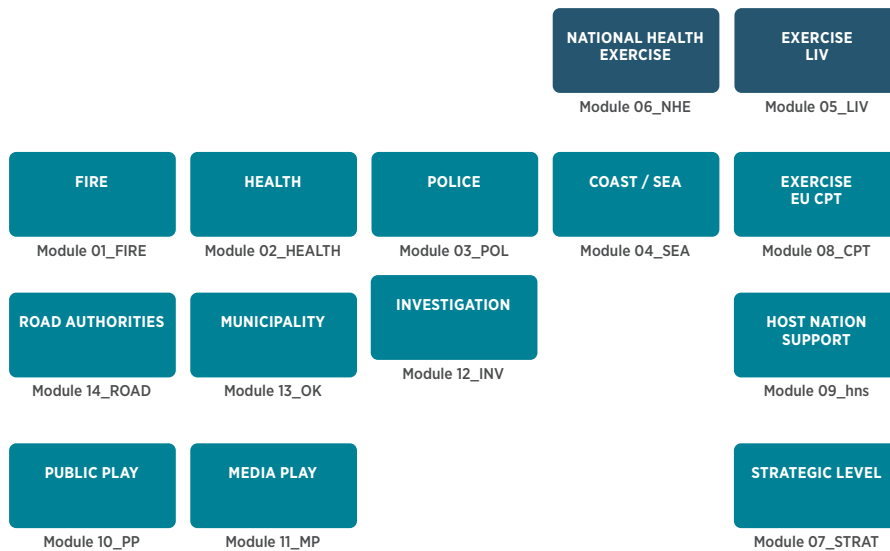 NATIONAL HEALTH
EXERCISE
Module 06_NHE
EXERCISE
LIV
Module 05_LIV
FIRE
Module 01_FIRE
HEALTH
Module 02_HEALTH
POLICE
Module 03_POL
COAST / SEA
Module 04_SEA
EXERCISE
EU CPT
Module 08_CPT
ROAD AUTHORITIES
Module 14_ROAD
MUNICIPALITY
Module 13_OK
INVESTIGATION
Module 12_INV
HOST NATION
SUPPORT
Module 09_hns
PUBLIC PLAY
Module 10_PP
MEDIA PLAY
Module 11_MP
STRATEGIC LEVEL
Module 07_STRAT